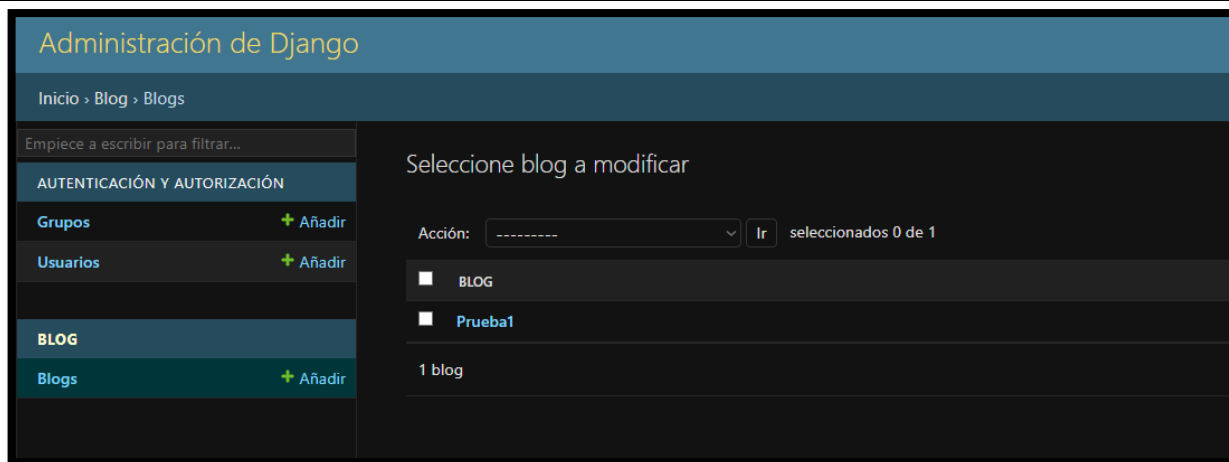 Administración de Django
Inicio › Blog › Blogs
Empiece a escribir para filtrar...
AUTENTICACIÓN Y AUTORIZACIÓN
Grupos + Añadir
Usuarios + Añadir
BLOG
Blogs + Añadir
Seleccione blog a modificar
Acción: --------- Ir seleccionados 0 de 1
BLOG
Prueba1
1 blog